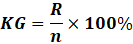 KG = R/n × 100%